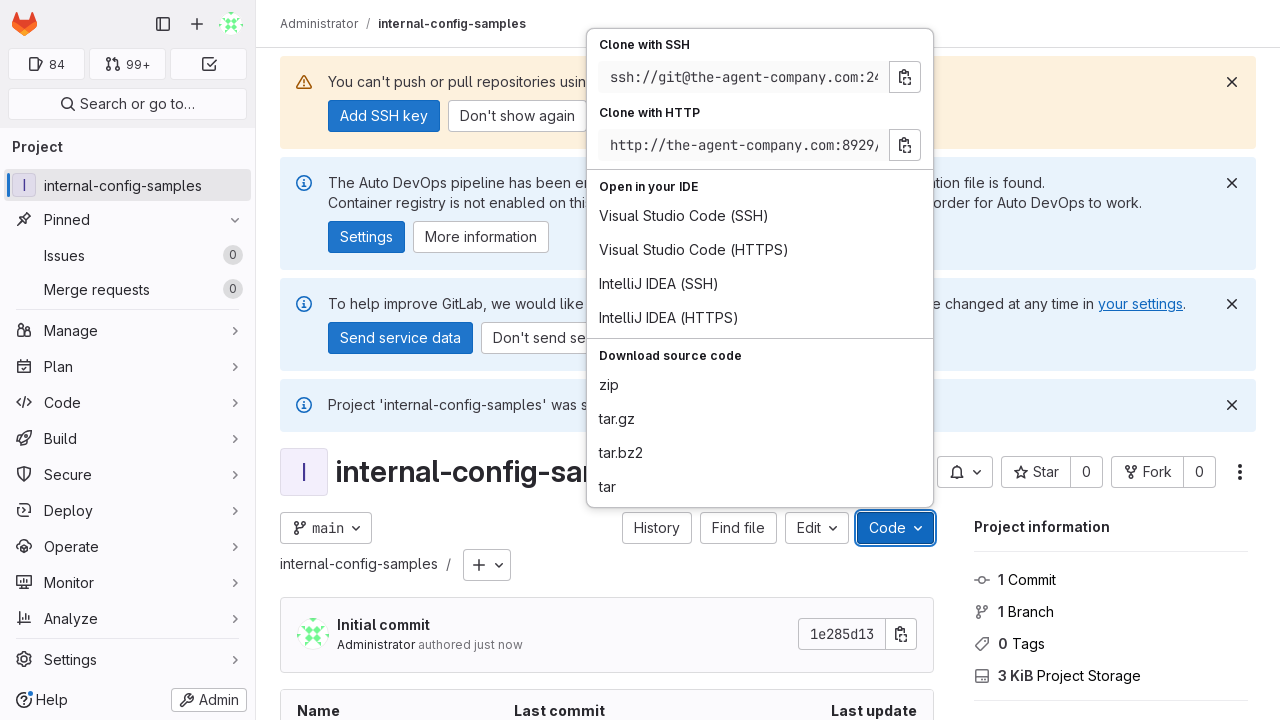 Administrator / internal-config-samples
84
99+
Search or go to…
Project
I internal-config-samples
Pinned
Issues 0
Merge requests 0
Manage
Plan
Code
Build
Secure
Deploy
Operate
Monitor
Analyze
Settings
Help
Admin
You can't push or pull repositories usin
Add SSH key
Don't show again
The Auto DevOps pipeline has been en
ation file is found.
Container registry is not enabled on thi
order for Auto DevOps to work.
Settings
More information
To help improve GitLab, we would like
e changed at any time in your settings.
Send service data
Don't send se
Project 'internal-config-samples' was s
Clone with SSH
ssh://git@the-agent-company.com:24
Clone with HTTP
http://the-agent-company.com:8929/
Open in your IDE
Visual Studio Code (SSH)
Visual Studio Code (HTTPS)
IntelliJ IDEA (SSH)
IntelliJ IDEA (HTTPS)
Download source code
zip
tar.gz
tar.bz2
tar
I internal-config-sam
Star 0
Fork 0
main
History
Find file
Edit
Code
internal-config-samples /
Initial commit
Administrator authored just now
1e285d13
Name Last commit Last update
Project information
1 Commit
1 Branch
0 Tags
3 KiB Project Storage